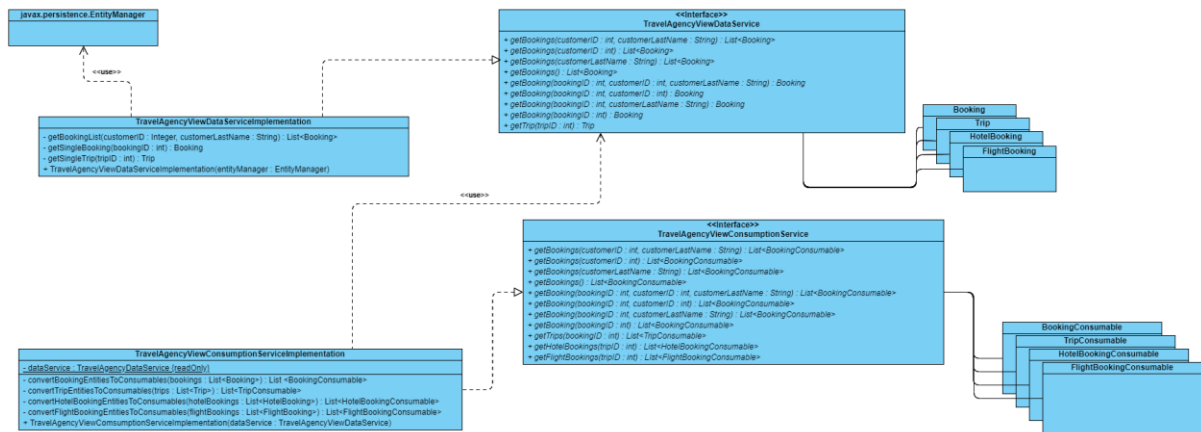 javax.persistence.EntityManager
<<use>>
TravelAgencyViewDataServiceImplementation
- getBookingList(customerID : Integer, customerLastName : String) : List<Booking>
- getSingleBooking(bookingID : int) : Booking
- getSingleTrip(tripID : int) : Trip
+ TravelAgencyViewDataServiceImplementation(entityManager : EntityManager)
<<Interface>>
TravelAgencyViewDataService
+ getBookings(customerID : int, customerLastName : String) : List<Booking>
+ getBookings(customerID : int) : List<Booking>
+ getBookings(customerLastName : String) : List<Booking>
+ getBookings() : List<Booking>
+ getBooking(bookingID : int, customerID : int, customerLastName : String) : Booking
+ getBooking(bookingID : int, customerID : int) : Booking
+ getBooking(bookingID : int, customerLastName : String) : Booking
+ getBooking(bookingID : int) : Booking
+ getTrip(tripID : int) : Trip
Booking
Trip
HotelBooking
FlightBooking
<<use>>
<<Interface>>
TravelAgencyViewConsumptionService
+ getBookings(customerID : int, customerLastName : String) : List<BookingConsumable>
+ getBookings(customerID : int) : List<BookingConsumable>
+ getBookings(customerLastName : String) : List<BookingConsumable>
+ getBookings() : List<BookingConsumable>
+ getBooking(bookingID : int, customerID : int, customerLastName : String) : List<BookingConsumable>
+ getBooking(bookingID : int, customerID : int) : List<BookingConsumable>
+ getBooking(bookingID : int, customerLastName : String) : List<BookingConsumable>
+ getBooking(bookingID : int) : List<BookingConsumable>
+ getTrips(bookingID : int) : List<TripConsumable>
+ getHotelBookings(tripID : int) : List<HotelBookingConsumable>
+ getFlightBookings(tripID : int) : List<FlightBookingConsumable>
BookingConsumable
TripConsumable
HotelBookingConsumable
FlightBookingConsumable
TravelAgencyViewConsumptionServiceImplementation
- dataService : TravelAgencyDataService {readOnly}
- convertBookingEntitiesToConsumables(bookings : List<Booking>) : List <BookingConsumable>
- convertTripEntitiesToConsumables(trips : List<Trip>) : List<TripConsumable>
- convertHotelBookingEntitiesToConsumables(hotelBookings : List<HotelBooking>) : List<HotelBookingConsumable>
- convertFlightBookingEntitiesToConsumables(flightBookings : List<FlightBooking>) : List<FlightBookingConsumable>
+ TravelAgencyViewComsumptionServiceImplementation(dataService : TravelAgencyViewDataService)